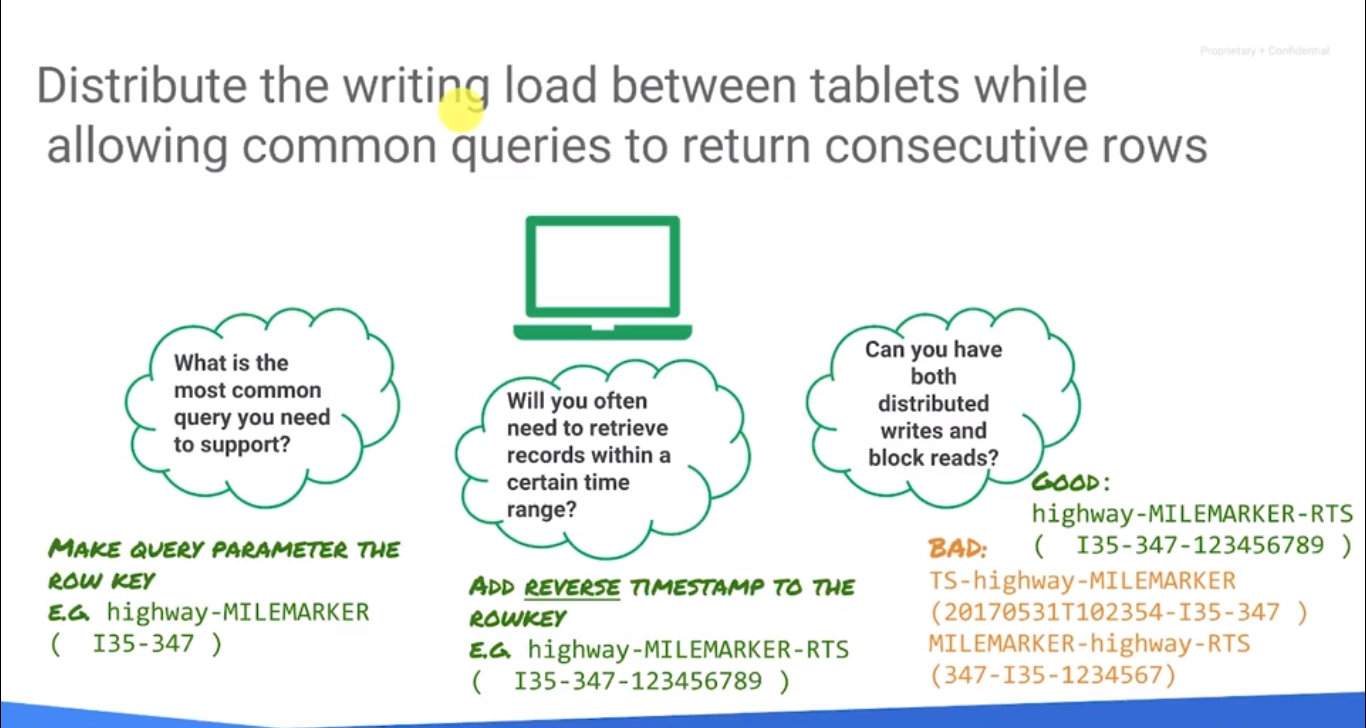 Proprietary + Confidential
Distribute the writing load between tablets while
allowing common queries to return consecutive rows
What is the
most common
query you need
to support?
MAKE QUERY PARAMETER THE
ROW KEY
E.G. highway-MILEMARKER
( I35-347 )
Will you often
need to retrieve
records within a
certain time
range?
ADD REVERSE TIMESTAMP TO THE
ROWKEY
E.G. highway-MILEMARKER-RTS
( I35-347-123456789 )
Can you have
both
distributed
writes and
block reads?
GOOD:
highway-MILEMARKER-RTS
( I35-347-123456789 )
BAD:
TS-highway-MILEMARKER
(20170531T102354-I35-347 )
MILEMARKER-highway-RTS
(347-I35-1234567)